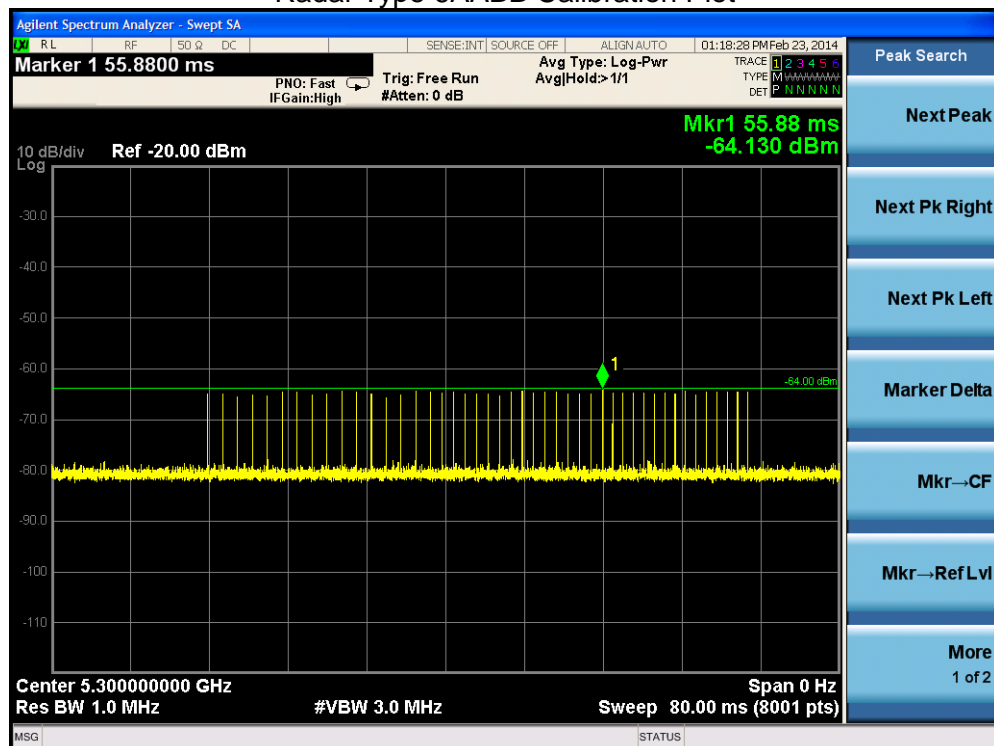 Agilent Spectrum Analyzer - Swept SA
LXI RL RF 50 Ω DC SENSE:INT SOURCE OFF ALIGN AUTO 01:18:28 PM Feb 23, 2014
Marker 1 55.8800 ms
PNO: Fast
IFGain:High
Trig: Free Run
#Atten: 0 dB
Avg Type: Log-Pwr
Avg|Hold:>1/1
TRACE 1 2 3 4 5 6
TYPE M
DET P N N N N N
Peak Search
Mkr1 55.88 ms
-64.130 dBm
10 dB/div Ref -20.00 dBm
Log
-30.0
-40.0
-50.0
-60.0
-70.0
-80.0
-90.0
-100
-110
1
-64.00 dBm
Next Peak
Next Pk Right
Next Pk Left
Marker Delta
Mkr→CF
Mkr→Ref Lvl
More
1 of 2
Center 5.300000000 GHz Span 0 Hz
Res BW 1.0 MHz #VBW 3.0 MHz Sweep 80.00 ms (8001 pts)
MSG STATUS